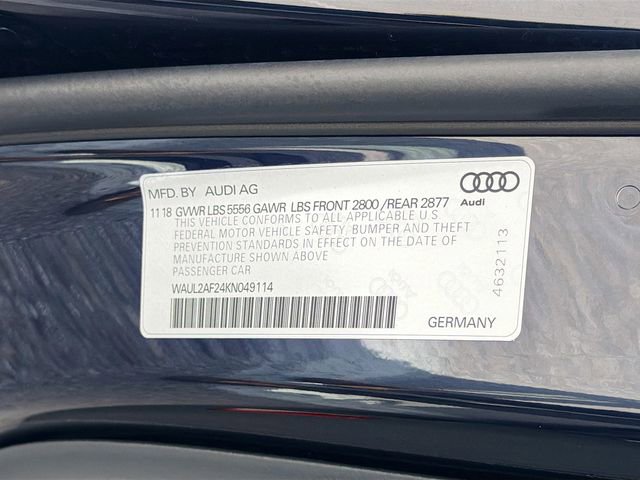 MFD. BY AUDI AG
Audi
11 18 GVWR LBS 5556 GAWR LBS FRONT 2800 /REAR 2877
THIS VEHICLE CONFORMS TO ALL APPLICABLE U.S
FEDERAL MOTOR VEHICLE SAFETY, BUMPER AND THEFT
PREVENTION STANDARDS IN EFFECT ON THE DATE OF
MANUFACTURE SHOWN ABOVE
PASSENGER CAR
WAUL2AF24KN049114
GERMANY
4632113